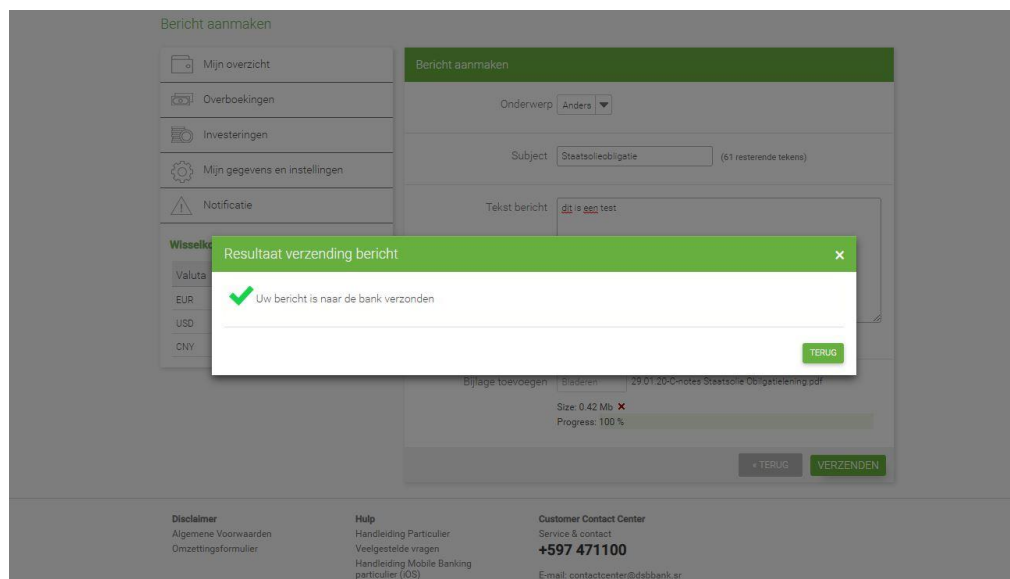 Bericht aanmaken
Mijn overzicht
Overboekingen
Investeringen
Mijn gegevens en instellingen
Notificatie
Wisselko
Valuta
EUR
USD
CNY
Bericht aanmaken
Onderwerp Anders
Subject Staatsolieobligatie (61 resterende tekens)
Tekst bericht dit is een test
Resultaat verzending bericht ×
Uw bericht is naar de bank verzonden
TERUG
Bijlage toevoegen Bladeren 29.01.20-C-notes Staatsolie Obligatielening.pdf
Size: 0.42 Mb ✗
Progress: 100 %
« TERUG VERZENDEN
Disclaimer
Algemene Voorwaarden
Omzettingsformulier
Hulp
Handleiding Particulier
Veelgestelde vragen
Handleiding Mobile Banking
particulier (iOS)
Customer Contact Center
Service & contact
+597 471100
E-mail: contactcenter@dsbbank.sr